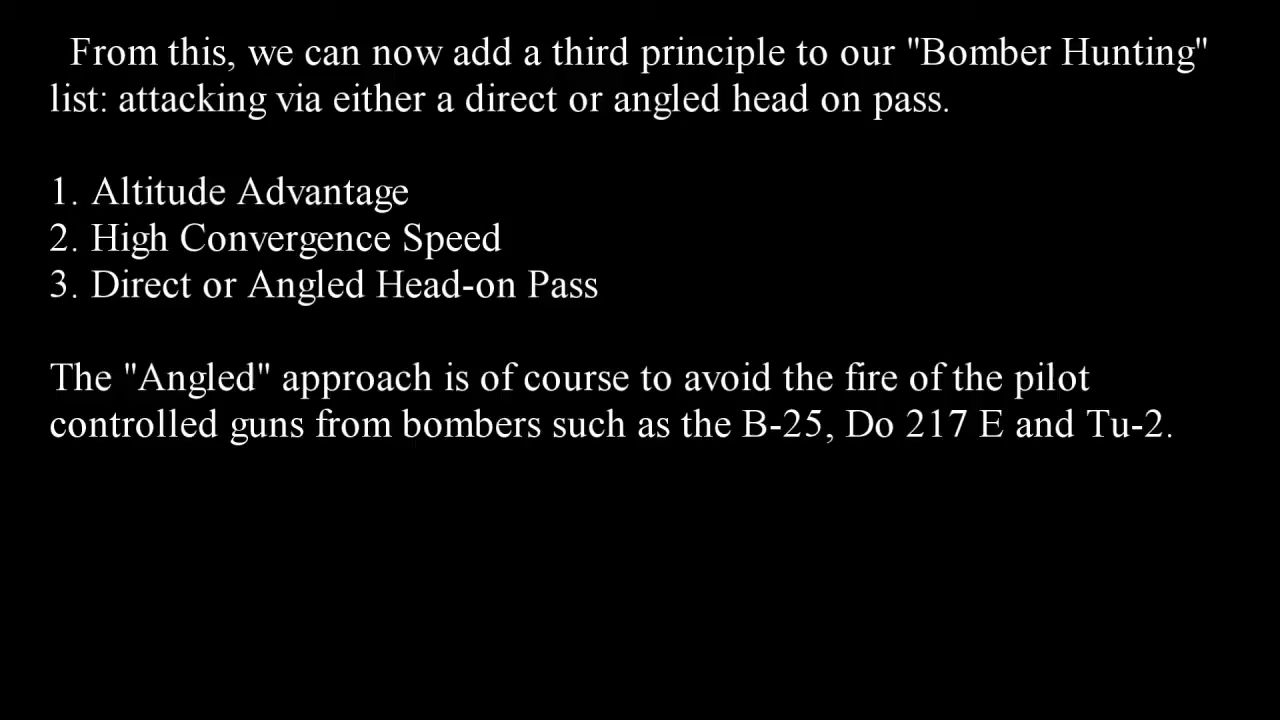 From this, we can now add a third principle to our "Bomber Hunting"
list: attacking via either a direct or angled head on pass.
1. Altitude Advantage
2. High Convergence Speed
3. Direct or Angled Head-on Pass
The "Angled" approach is of course to avoid the fire of the pilot
controlled guns from bombers such as the B-25, Do 217 E and Tu-2.